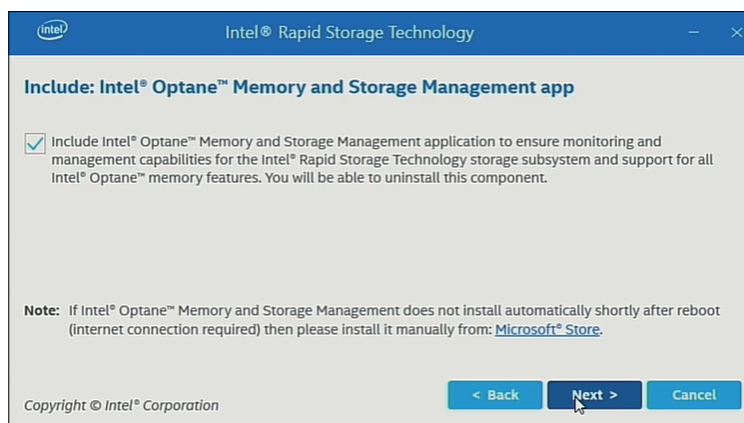 intel
Intel® Rapid Storage Technology
Include: Intel® Optane™ Memory and Storage Management app
Include Intel® Optane™ Memory and Storage Management application to ensure monitoring and
management capabilities for the Intel® Rapid Storage Technology storage subsystem and support for all
Intel® Optane™ memory features. You will be able to uninstall this component.
Note: If Intel® Optane™ Memory and Storage Management does not install automatically shortly after reboot
(internet connection required) then please install it manually from: Microsoft® Store.
< Back
Next >
Cancel
Copyright © Intel® Corporation